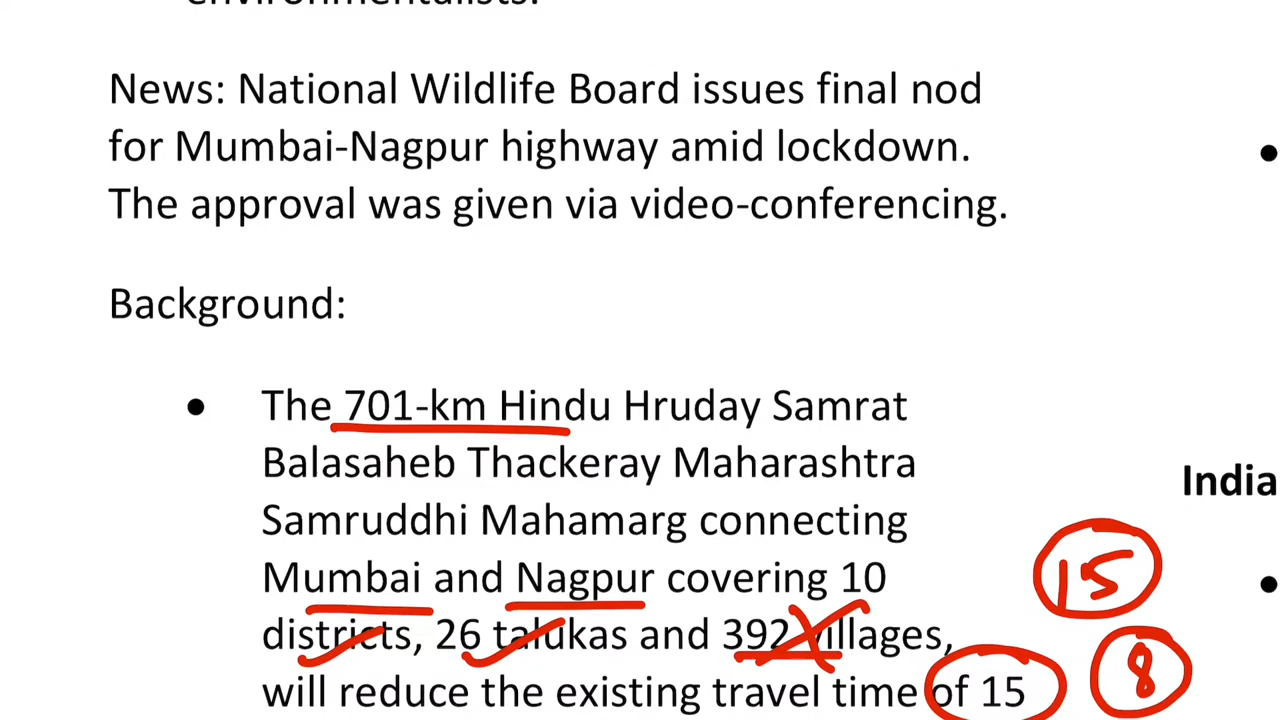 environmentalists.
News: National Wildlife Board issues final nod
for Mumbai-Nagpur highway amid lockdown.
The approval was given via video-conferencing.
Background:
• The 701-km Hindu Hruday Samrat
Balasaheb Thackeray Maharashtra
Samruddhi Mahamarg connecting
Mumbai and Nagpur covering 10
districts, 26 talukas and 392 villages,
will reduce the existing travel time of 15
•
India
•
15
8